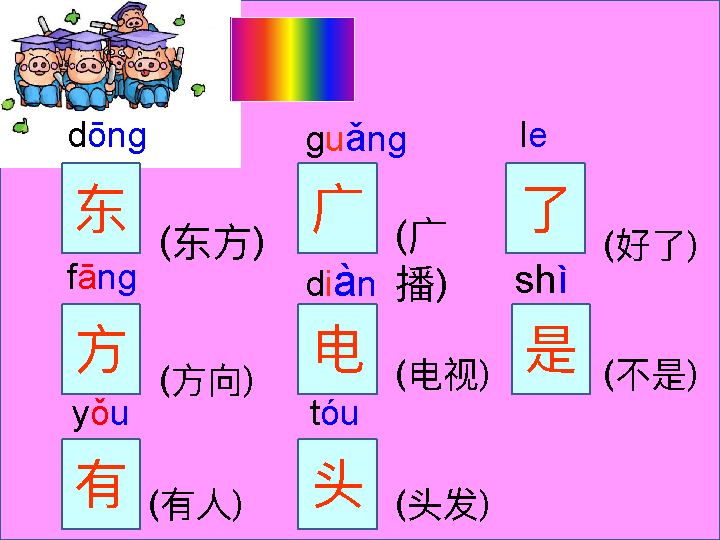 dōng guǎng le
东 (东方) 广 (广播) 了 (好了)
fāng diàn shì
方 (方向) 电 (电视) 是 (不是)
yǒu tóu
有 (有人) 头 (头发)